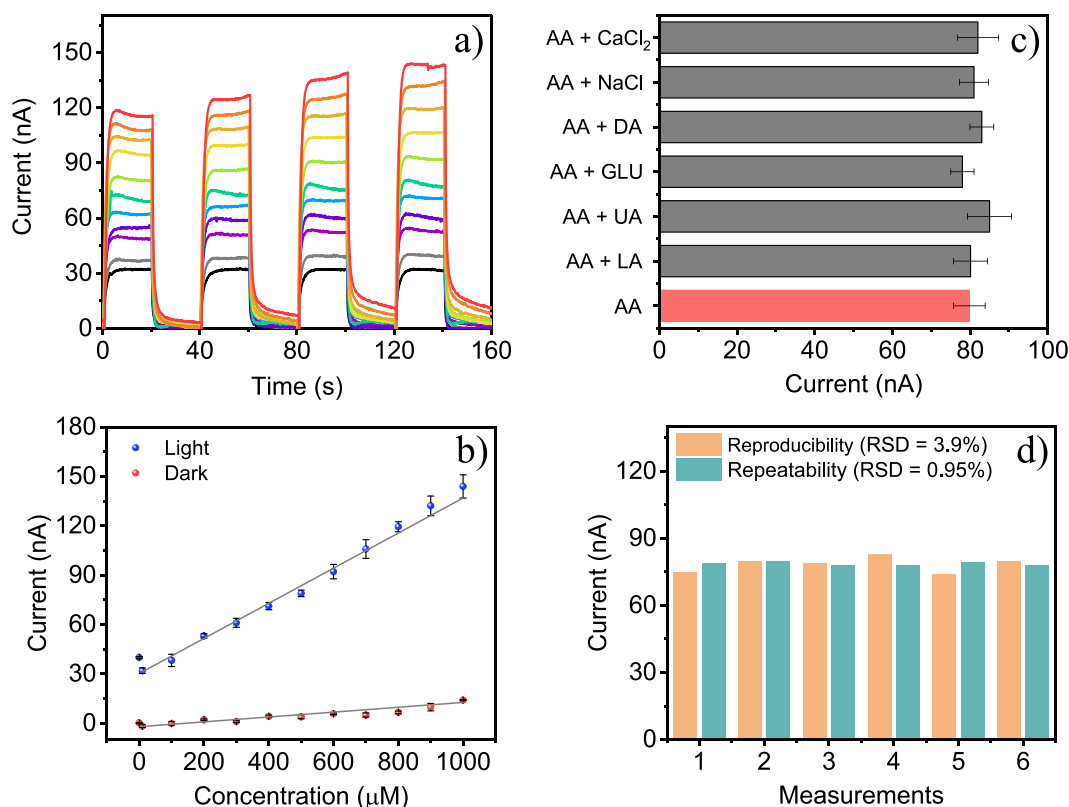 a)
150
120
90
60
30
0
0 40 80 120 160
Current (nA)
Time (s)
c)
AA + CaCl₂
AA + NaCl
AA + DA
AA + GLU
AA + UA
AA + LA
AA
0 20 40 60 80 100
Current (nA)
b)
Light
Dark
180
150
120
90
60
30
0
0 200 400 600 800 1000
Current (nA)
Concentration (μM)
d)
Reproducibility (RSD = 3.9%)
Repeatability (RSD = 0.95%)
120
90
60
30
0
1 2 3 4 5 6
Current (nA)
Measurements